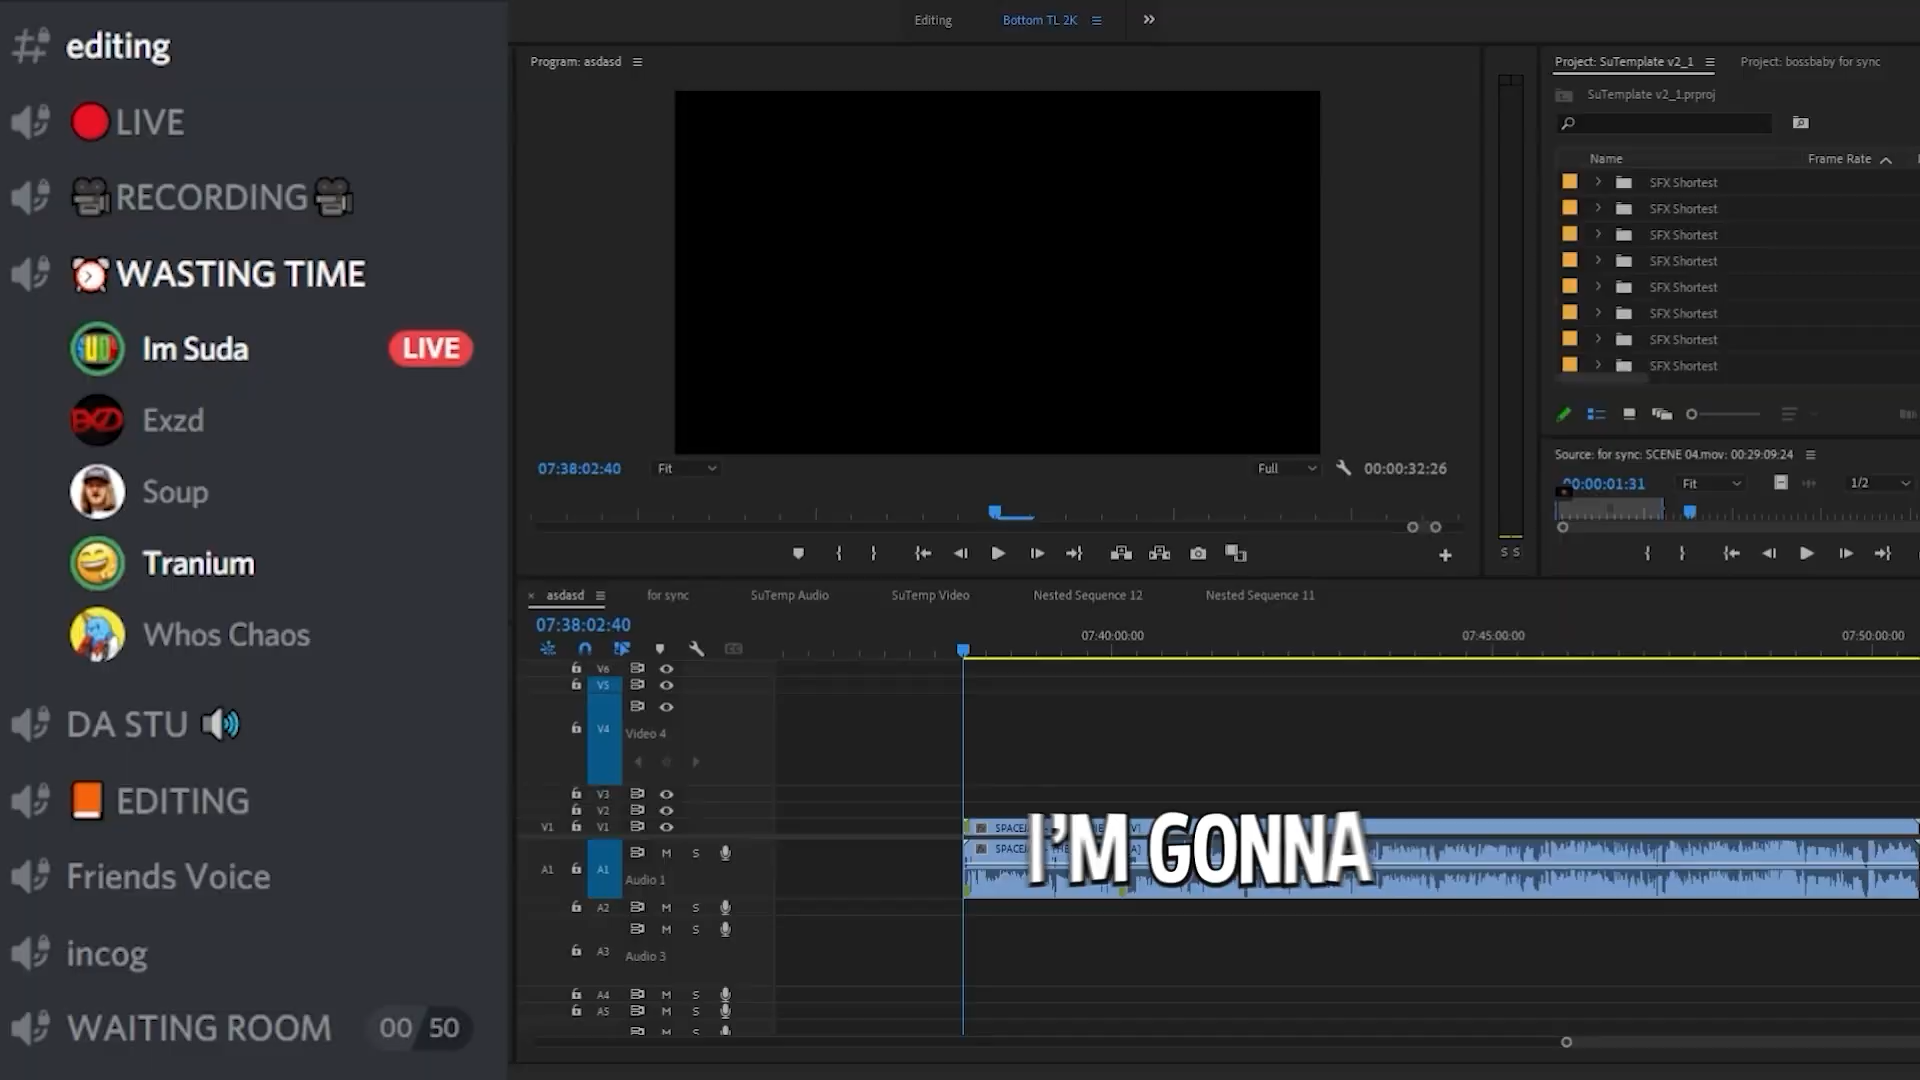 editing
LIVE
RECORDING
WASTING TIME
Im Suda
LIVE
Exzd
Soup
Tranium
Whos Chaos
DA STU
EDITING
Friends Voice
incog
WAITING ROOM 00 50
Editing
Bottom TL 2K
Program: asdasd
07:38:02:40
Fit
Full
00:00:32:26
S S
Project: SuTemplate v2_1
Project: bossbaby for sync
SuTemplate v2_1.prproj
Name
Frame Rate
SFX Shortest
SFX Shortest
SFX Shortest
SFX Shortest
SFX Shortest
SFX Shortest
SFX Shortest
SFX Shortest
Source: for sync: SCENE 04.mov: 00:29:09:24
00:00:01:31
Fit
1/2
asdasd
for sync
SuTemp Audio
SuTemp Video
Nested Sequence 12
Nested Sequence 11
07:38:02:40
07:40:00:00
07:45:00:00
07:50:00:00
V6
V5
V4
Video 4
V3
V2
V1 V1
I'M GONNA
M S
A1 A1
Audio 1
A2 M S
M S
A3
Audio 3
A4 M S
A5 M S